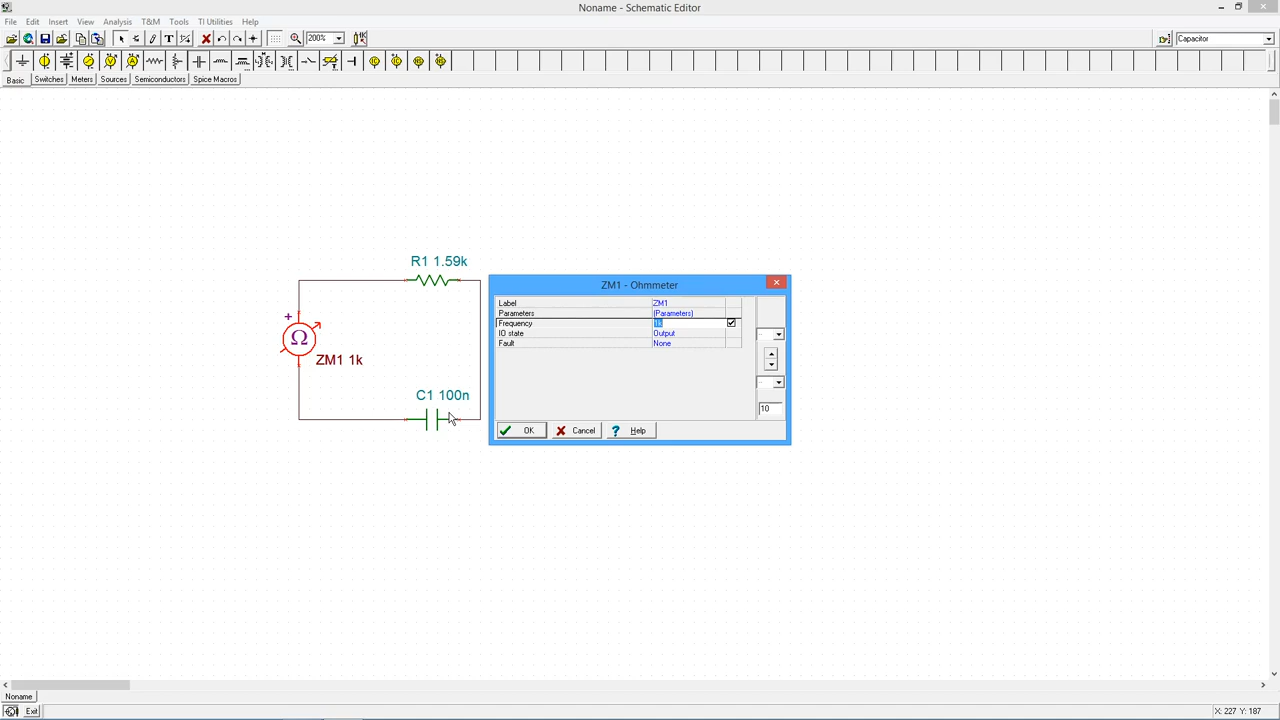 Noname - Schematic Editor
File Edit Insert View Analysis T&M Tools TI Utilities Help
200%
Capacitor
Basic Switches Meters Sources Semiconductors Spice Macros
R1 1.59k
ZM1 - Ohmmeter
Label ZM1
Parameters (Parameters)
Frequency 1k
IO state Output
Fault None
+
Ω
ZM1 1k
C1 100n
10
OK Cancel ? Help
Noname
Exit
X: 227 Y: 187